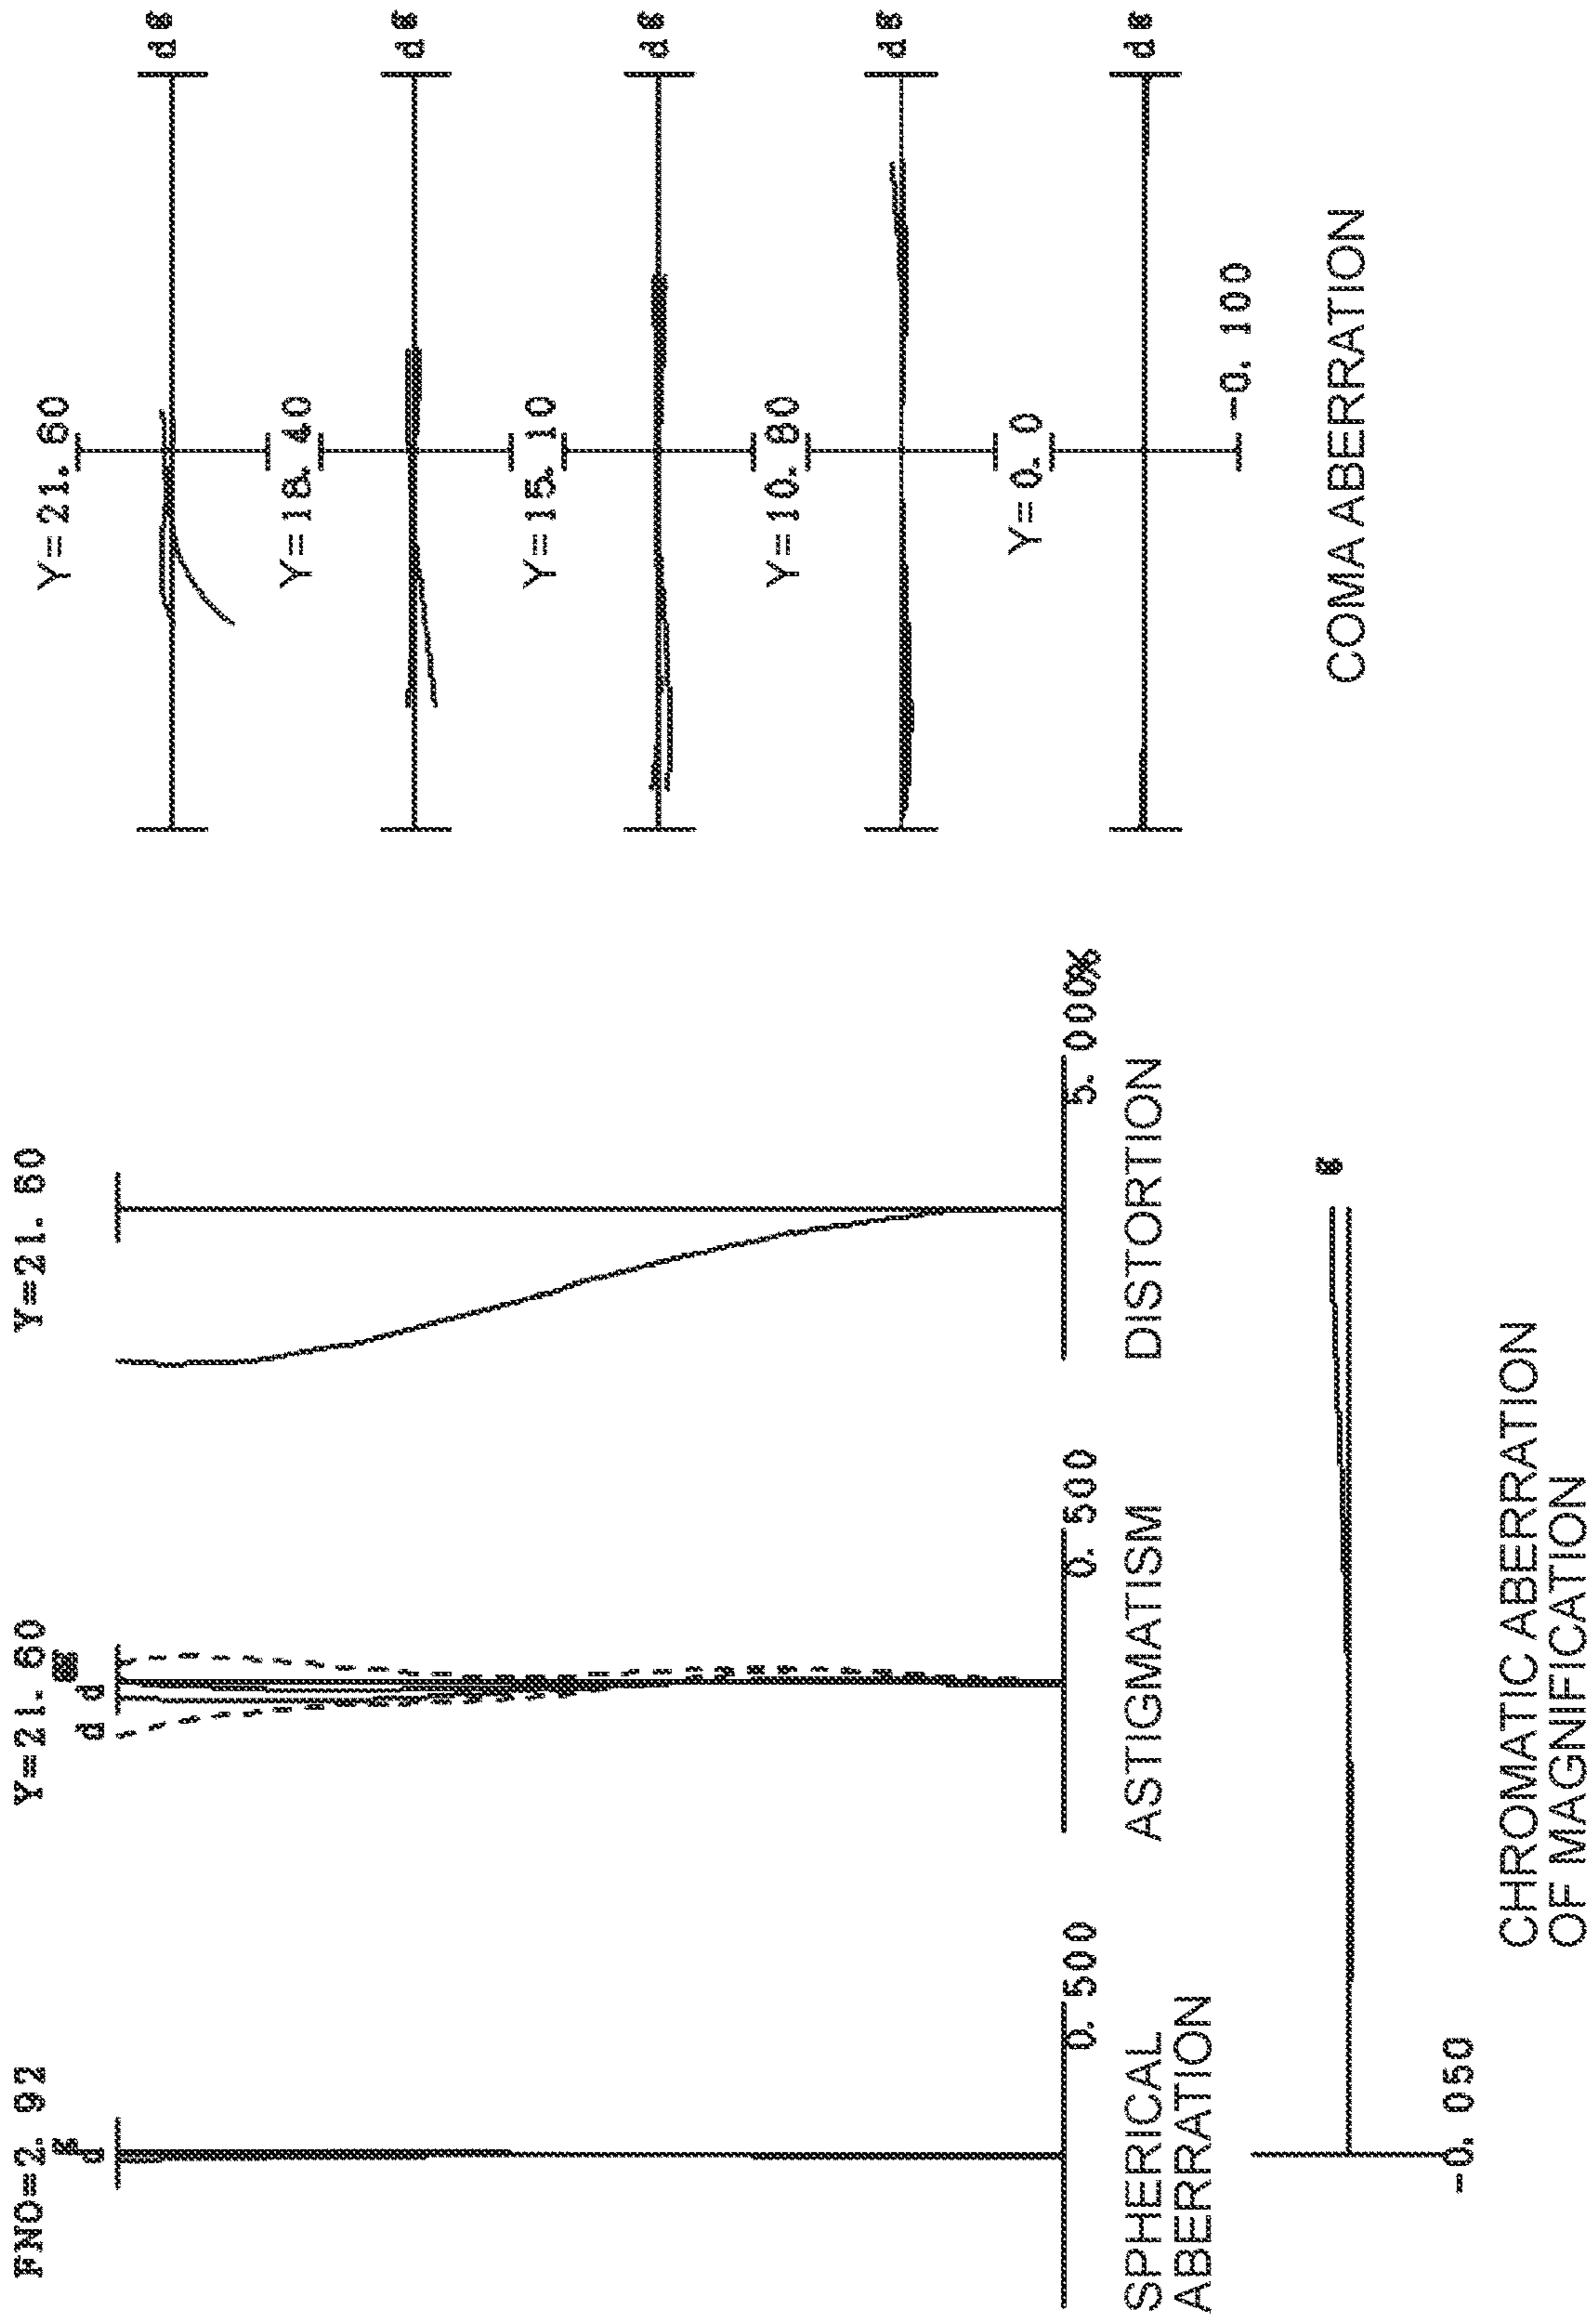 FNO=2.92
g
d
0.500
SPHERICAL
ABERRATION
Y=21.60
g
d d
0.500
ASTIGMATISM
Y=21.60
5.000%
DISTORTION
Y=21.60
d g
Y=18.40
d g
Y=15.10
d g
Y=10.80
d g
Y=0.0
d g
-0.100
COMA ABERRATION
g
-0.050
CHROMATIC ABERRATION
OF MAGNIFICATION